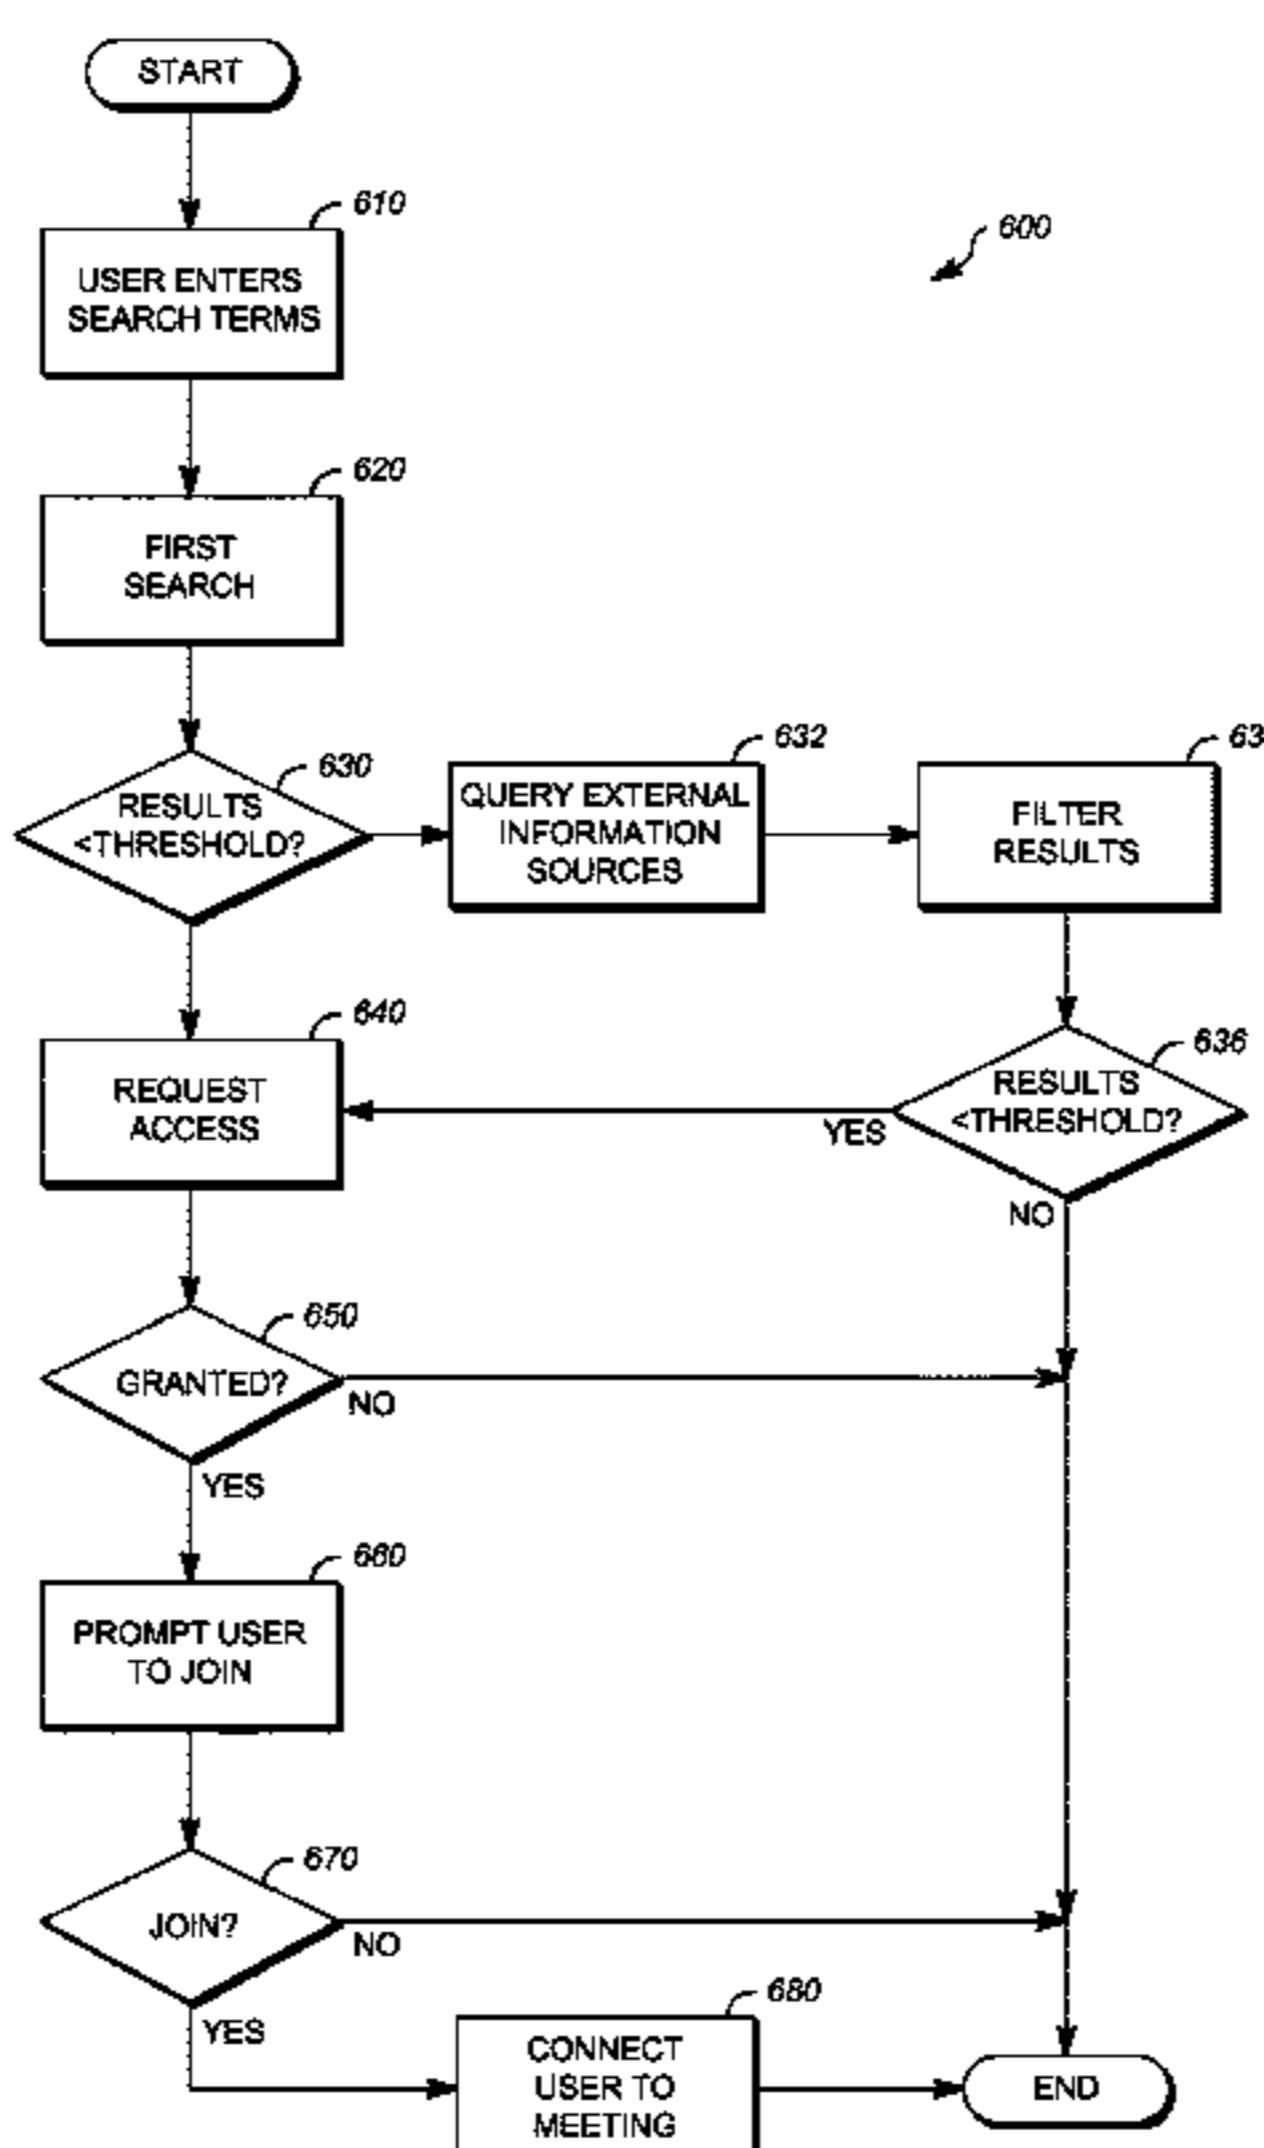 START
610
600
USER ENTERS
SEARCH TERMS
620
FIRST
SEARCH
630
RESULTS
<THRESHOLD?
632
QUERY EXTERNAL
INFORMATION
SOURCES
63
FILTER
RESULTS
640
REQUEST
ACCESS
636
RESULTS
<THRESHOLD?
YES
NO
650
GRANTED?
NO
YES
660
PROMPT USER
TO JOIN
670
JOIN?
NO
YES
680
CONNECT
USER TO
MEETING
END